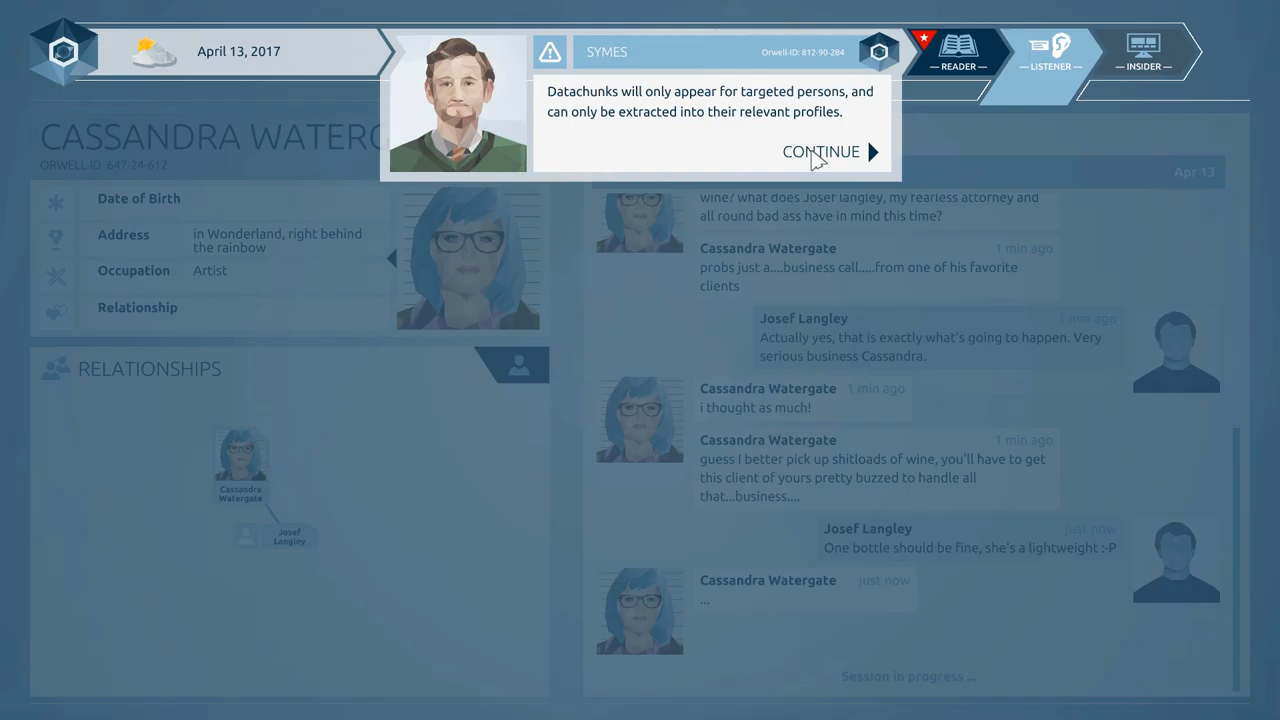 April 13, 2017
SYMES
Orwell-ID: 812-90-284
Datachunks will only appear for targeted persons, and
can only be extracted into their relevant profiles.
CONTINUE
— READER —
— LISTENER —
— INSIDER —
CASSANDRA WATERG
ORWELL-ID 647-24-612
Date of Birth
Address
in Wonderland, right behind
the rainbow
Occupation
Artist
Relationship
RELATIONSHIPS
Cassandra
Watergate
Josef
Langley
Apr 13
wine? what does Josef langley, my fearless attorney and
all round bad ass have in mind this time?
Cassandra Watergate
1 min ago
probs just a....business call.....from one of his favorite
clients
Josef Langley
1 min ago
Actually yes, that is exactly what's going to happen. Very
serious business Cassandra.
Cassandra Watergate
1 min ago
i thought as much!
Cassandra Watergate
1 min ago
guess I better pick up shitloads of wine, you'll have to get
this client of yours pretty buzzed to handle all
that...business....
Josef Langley
just now
One bottle should be fine, she's a lightweight :-P
Cassandra Watergate
just now
...
Session in progress ...